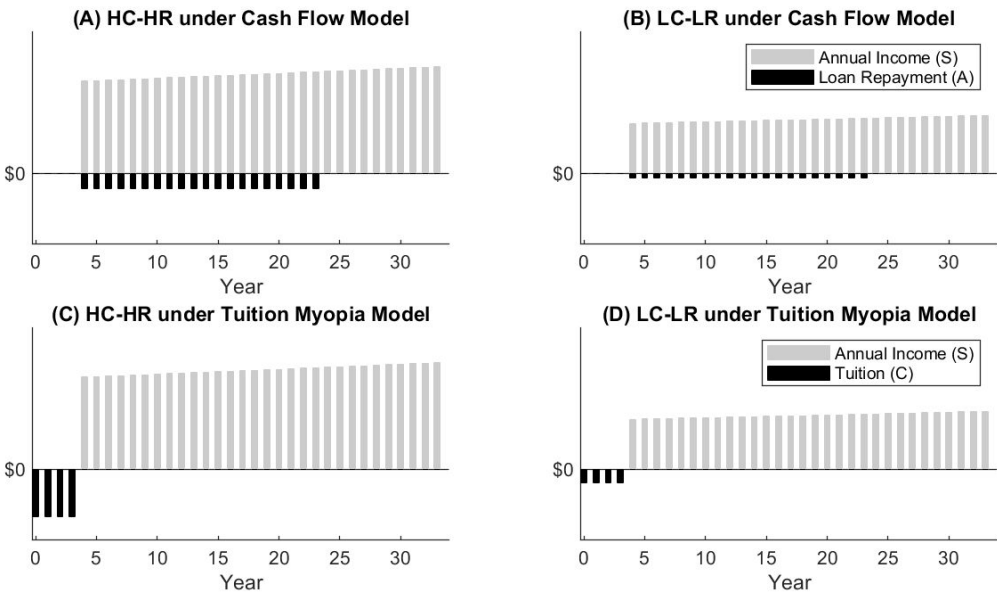 (A) HC-HR under Cash Flow Model
$0
0 5 10 15 20 25 30
Year
(B) LC-LR under Cash Flow Model
Annual Income (S)
Loan Repayment (A)
$0
0 5 10 15 20 25 30
Year
(C) HC-HR under Tuition Myopia Model
$0
0 5 10 15 20 25 30
Year
(D) LC-LR under Tuition Myopia Model
Annual Income (S)
Tuition (C)
$0
0 5 10 15 20 25 30
Year